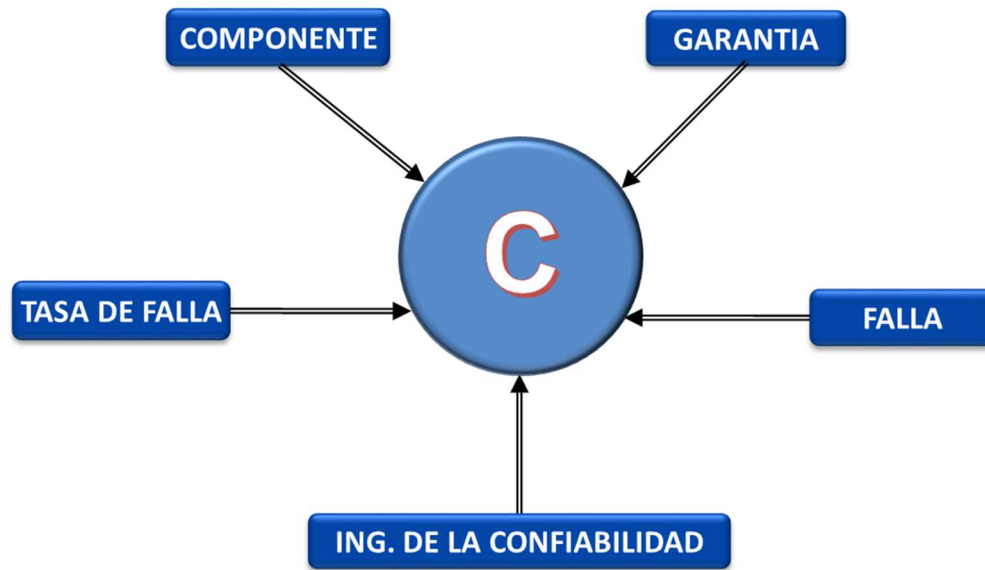 COMPONENTE
GARANTIA
C
TASA DE FALLA
FALLA
ING. DE LA CONFIABILIDAD